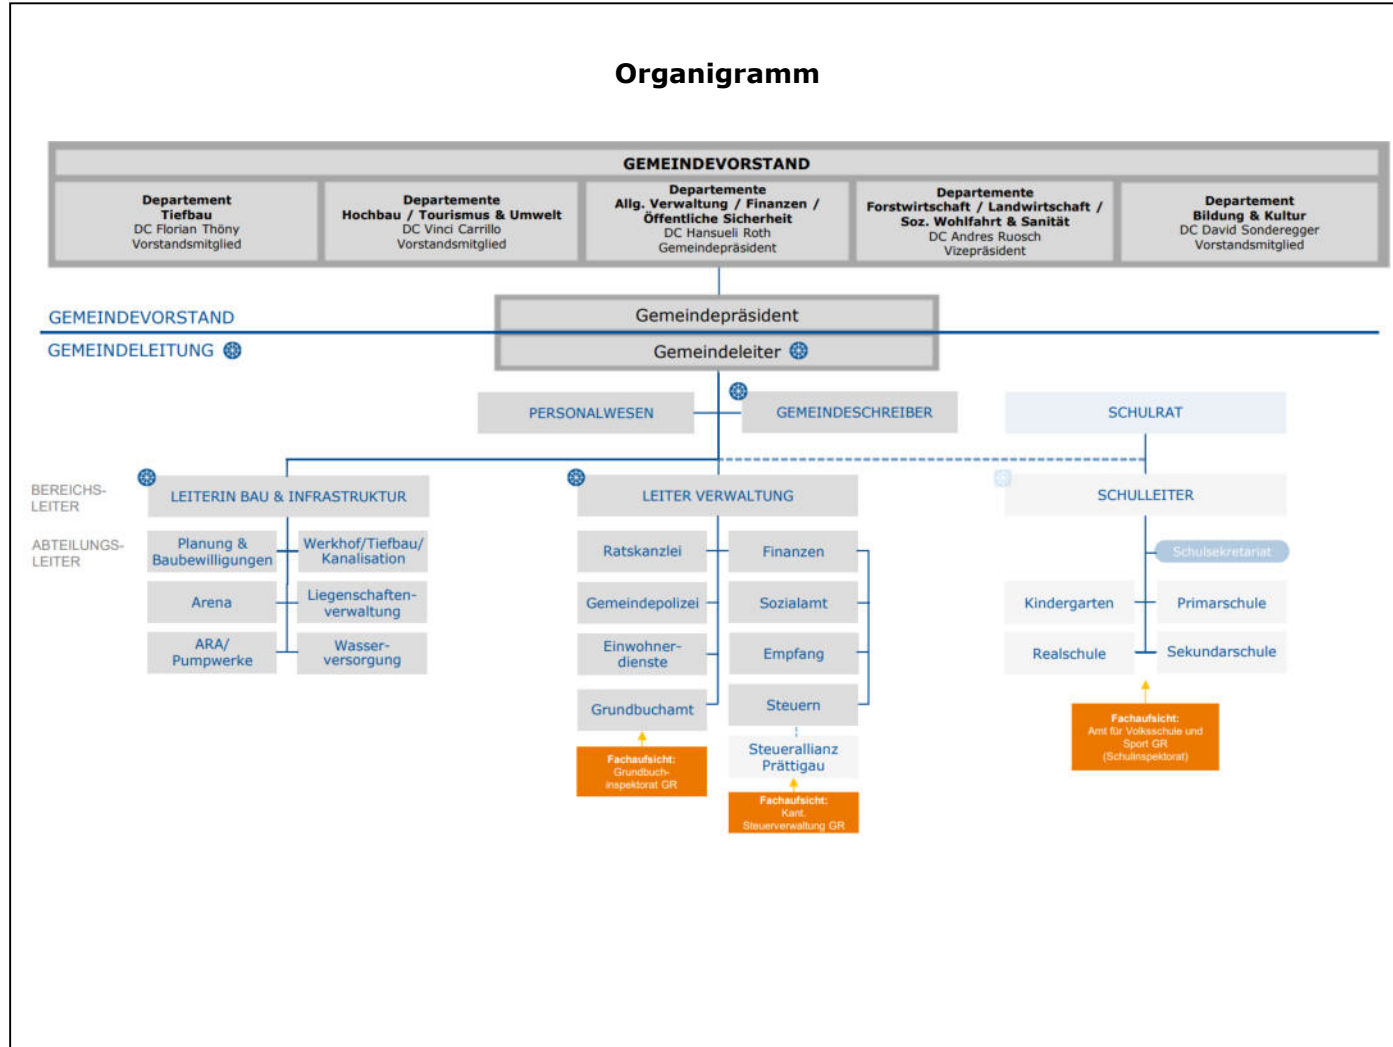 Organigramm
GEMEINDEVORSTAND
Departement
Tiefbau
DC Florian Thöny
Vorstandsmitglied
Departemente
Hochbau / Tourismus & Umwelt
DC Vinci Carrillo
Vorstandsmitglied
Departemente
Allg. Verwaltung / Finanzen /
Öffentliche Sicherheit
DC Hansueli Roth
Gemeindepräsident
Departemente
Forstwirtschaft / Landwirtschaft /
Soz. Wohlfahrt & Sanität
DC Andres Ruosch
Vizepräsident
Departement
Bildung & Kultur
DC David Sonderegger
Vorstandsmitglied
GEMEINDEVORSTAND
Gemeindepräsident
GEMEINDELEITUNG
Gemeindeleiter
PERSONALWESEN
GEMEINDESCHREIBER
SCHULRAT
BEREICHS-
LEITER
LEITERIN BAU & INFRASTRUKTUR
LEITER VERWALTUNG
SCHULLEITER
ABTEILUNGS-
LEITER
Planung &
Baubewilligungen
Werkhof/Tiefbau/
Kanalisation
Arena
Liegenschaften-
verwaltung
ARA/
Pumpwerke
Wasser-
versorgung
Ratskanzlei
Finanzen
Gemeindepolizei
Sozialamt
Einwohner-
dienste
Empfang
Grundbuchamt
Steuern
Fachaufsicht:
Grundbuch-
inspektorat GR
Steuerallianz
Prättigau
Fachaufsicht:
Kant.
Steuerverwaltung GR
Schulsekretariat
Kindergarten
Primarschule
Realschule
Sekundarschule
Fachaufsicht:
Amt für Volksschule und
Sport GR
(Schulinspektorat)